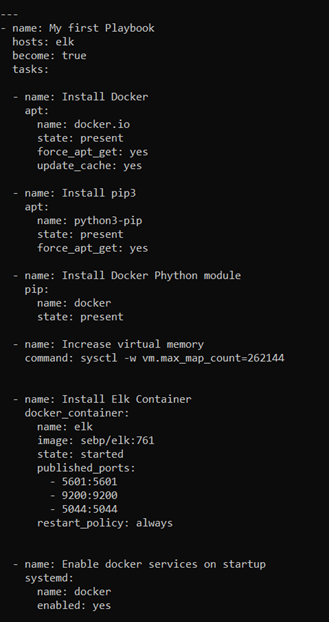 ---
- name: My first Playbook
  hosts: elk
  become: true
  tasks:

  - name: Install Docker
    apt:
      name: docker.io
      state: present
      force_apt_get: yes
      update_cache: yes

  - name: Install pip3
    apt:
      name: python3-pip
      state: present
      force_apt_get: yes

  - name: Install Docker Phython module
    pip:
      name: docker
      state: present

  - name: Increase virtual memory
    command: sysctl -w vm.max_map_count=262144


  - name: Install Elk Container
    docker_container:
      name: elk
      image: sebp/elk:761
      state: started
      published_ports:
        - 5601:5601
        - 9200:9200
        - 5044:5044
      restart_policy: always


  - name: Enable docker services on startup
    systemd:
      name: docker
      enabled: yes